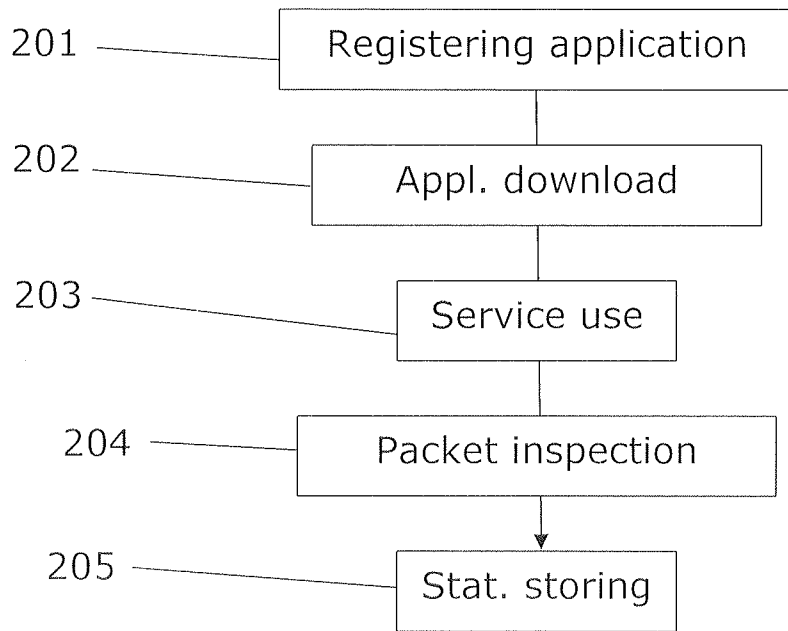 201
Registering application
202
Appl. download
203
Service use
204
Packet inspection
205
Stat. storing